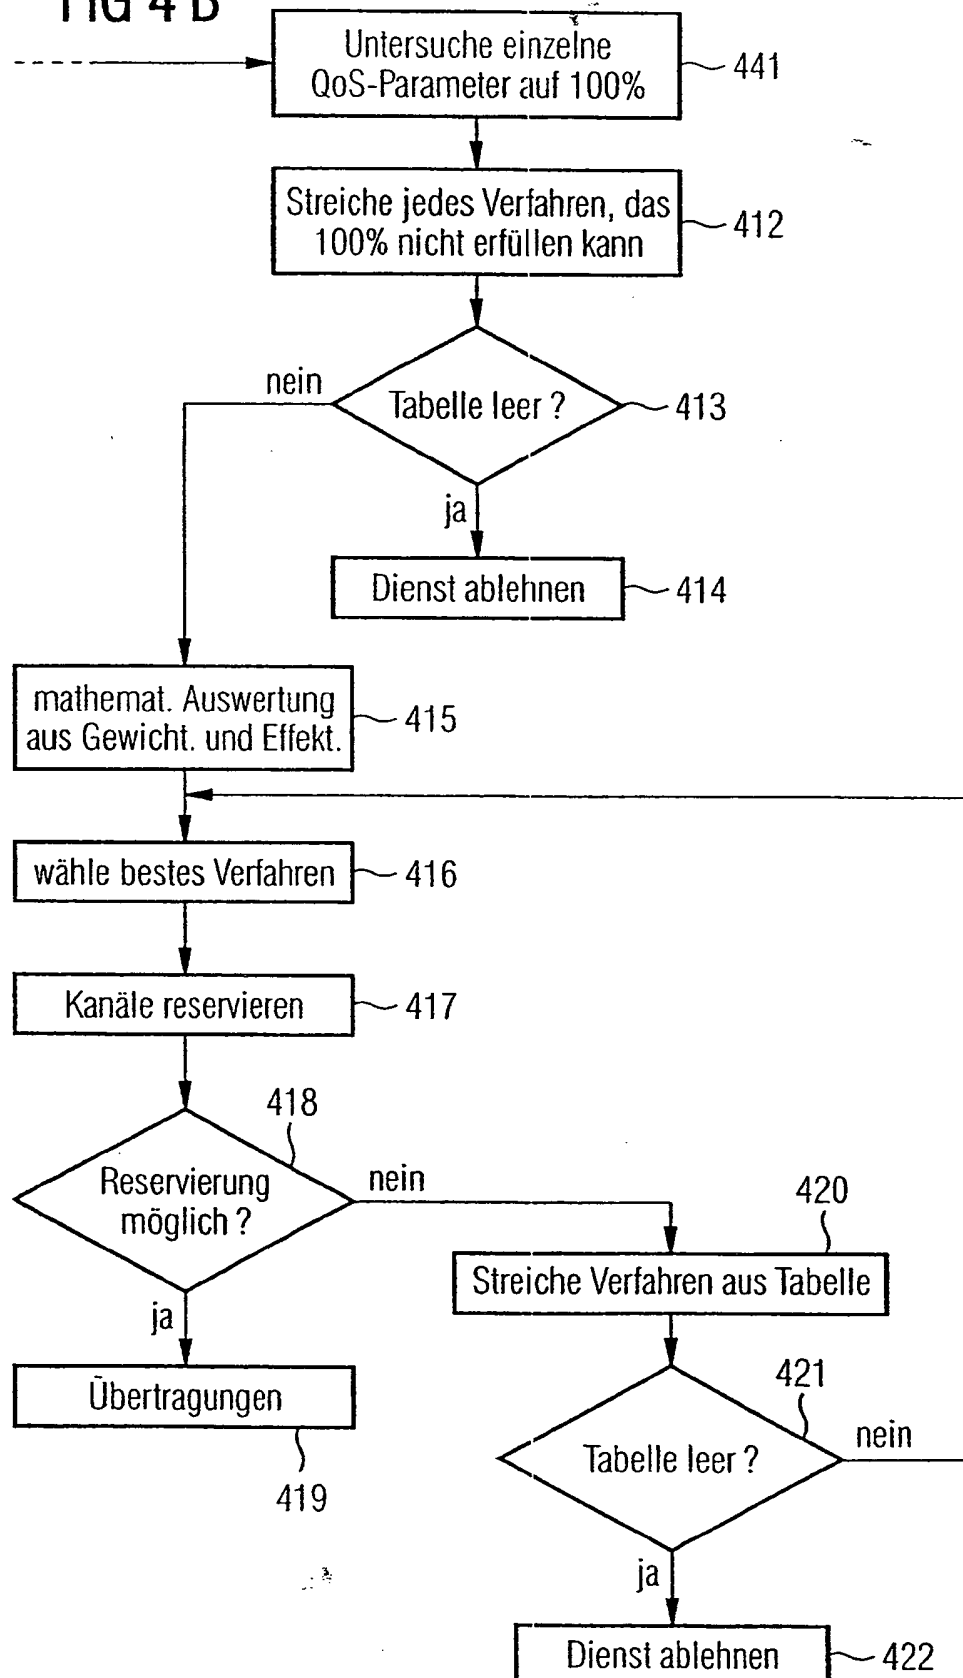 FIG 4 B
Untersuche einzelne
QoS-Parameter auf 100%
441
Streiche jedes Verfahren, das
100% nicht erfüllen kann
412
nein
Tabelle leer ?
413
ja
Dienst ablehnen
414
mathemat. Auswertung
aus Gewicht. und Effekt.
415
wähle bestes Verfahren
416
Kanäle reservieren
417
418
Reservierung
möglich ?
nein
420
Streiche Verfahren aus Tabelle
ja
Übertragungen
419
421
Tabelle leer ?
nein
ja
Dienst ablehnen
422